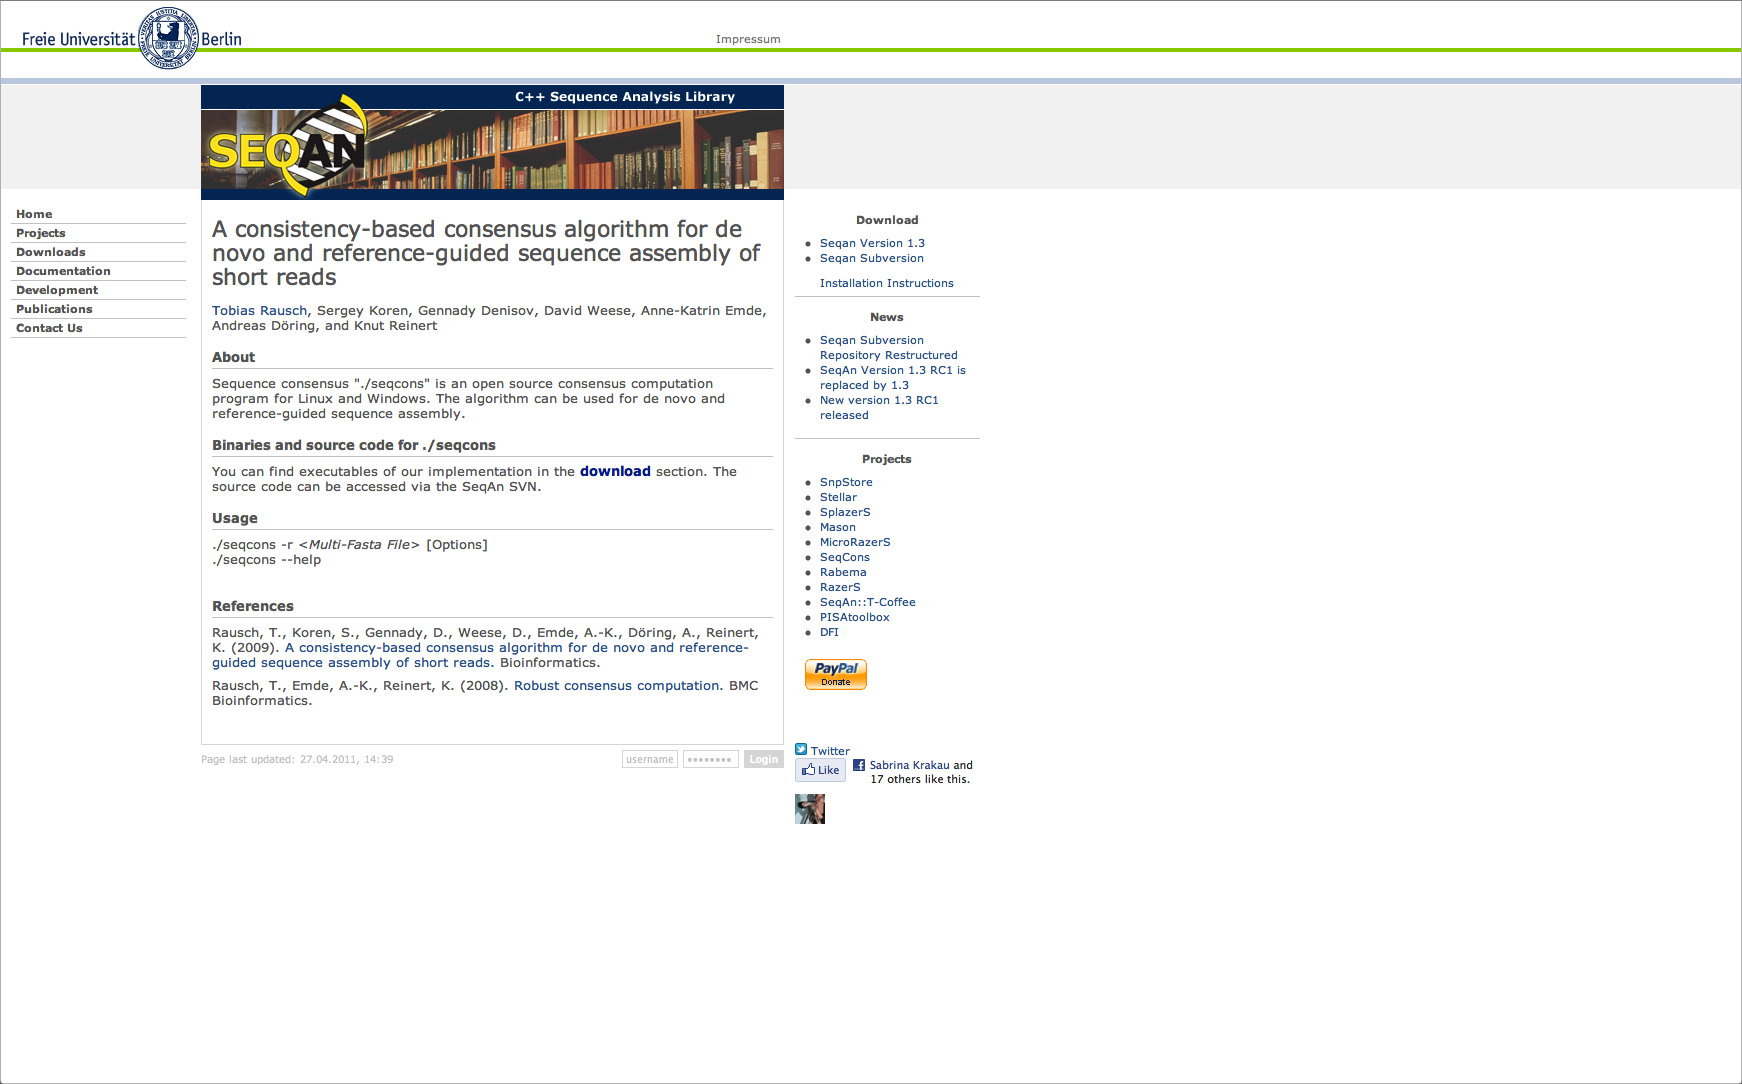 Freie Universität Berlin
Impressum
C++ Sequence Analysis Library
SEQAN
Home
Projects
Downloads
Documentation
Development
Publications
Contact Us
A consistency-based consensus algorithm for de
novo and reference-guided sequence assembly of
short reads
Tobias Rausch, Sergey Koren, Gennady Denisov, David Weese, Anne-Katrin Emde,
Andreas Döring, and Knut Reinert
About
Sequence consensus "./seqcons" is an open source consensus computation
program for Linux and Windows. The algorithm can be used for de novo and
reference-guided sequence assembly.
Binaries and source code for ./seqcons
You can find executables of our implementation in the download section. The
source code can be accessed via the SeqAn SVN.
Usage
./seqcons -r <Multi-Fasta File> [Options]
./seqcons --help
References
Rausch, T., Koren, S., Gennady, D., Weese, D., Emde, A.-K., Döring, A., Reinert,
K. (2009). A consistency-based consensus algorithm for de novo and reference-
guided sequence assembly of short reads. Bioinformatics.
Rausch, T., Emde, A.-K., Reinert, K. (2008). Robust consensus computation. BMC
Bioinformatics.
Page last updated: 27.04.2011, 14:39
username
••••••••
Login
Download
Seqan Version 1.3
Seqan Subversion
Installation Instructions
News
Seqan Subversion
Repository Restructured
SeqAn Version 1.3 RC1 is
replaced by 1.3
New version 1.3 RC1
released
Projects
SnpStore
Stellar
SplazerS
Mason
MicroRazerS
SeqCons
Rabema
RazerS
SeqAn::T-Coffee
PISAtoolbox
DFI
PayPal
Donate
Twitter
Like
Sabrina Krakau and
17 others like this.